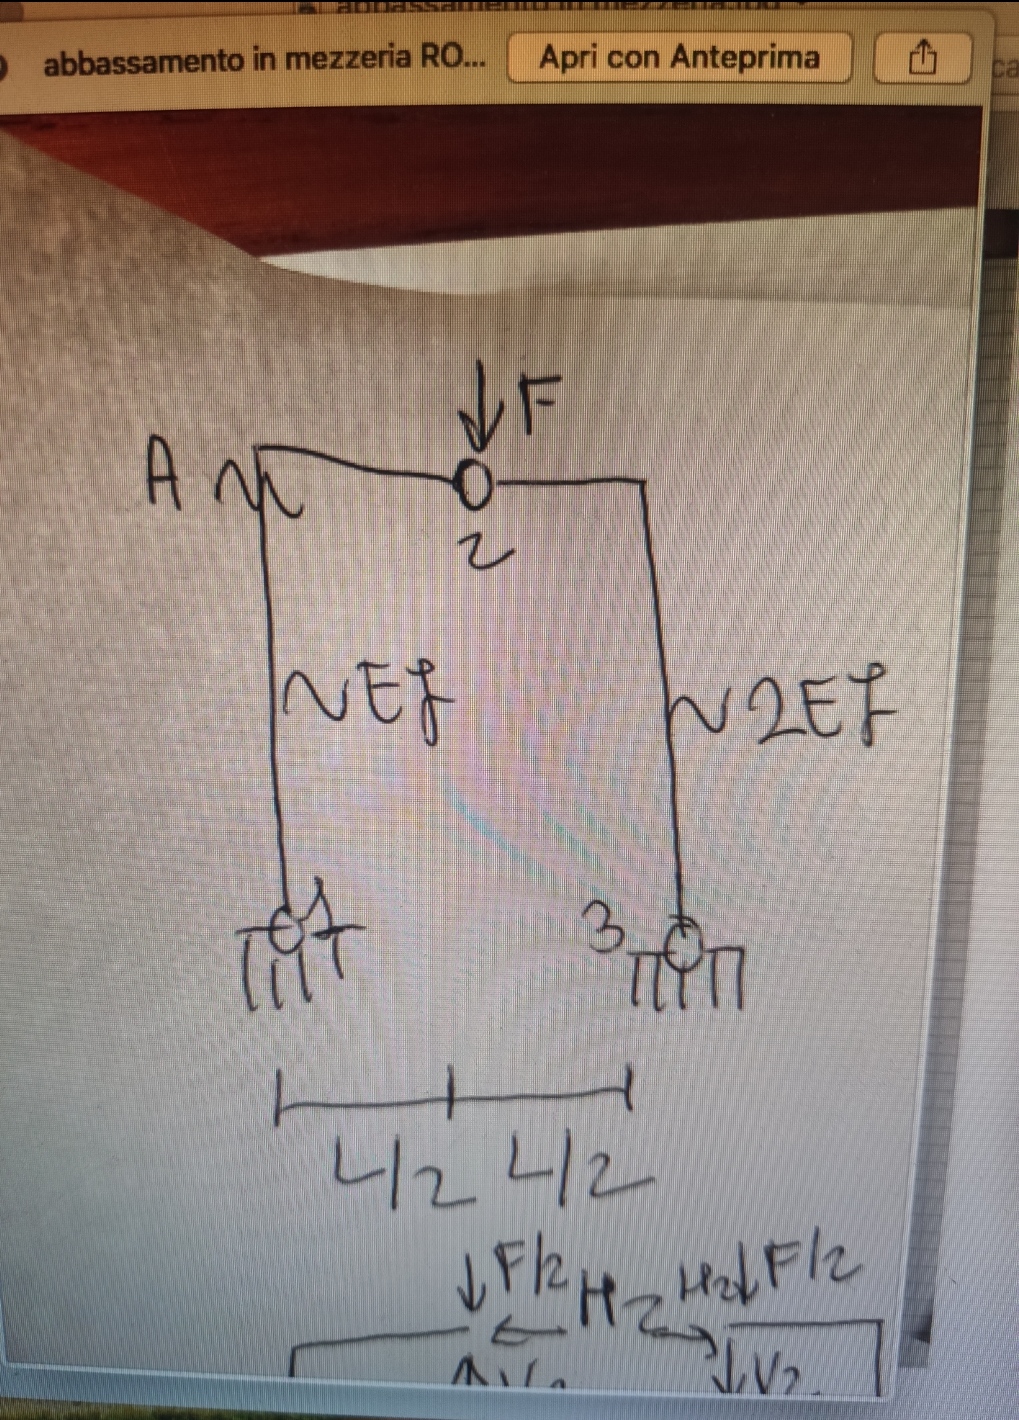 abbassamento in mezzeria RO...
Apri con Anteprima
F
A
2
EJ
2EJ
1
3
L/2 L/2
F/2 H2 H2 F/2
V2
V2